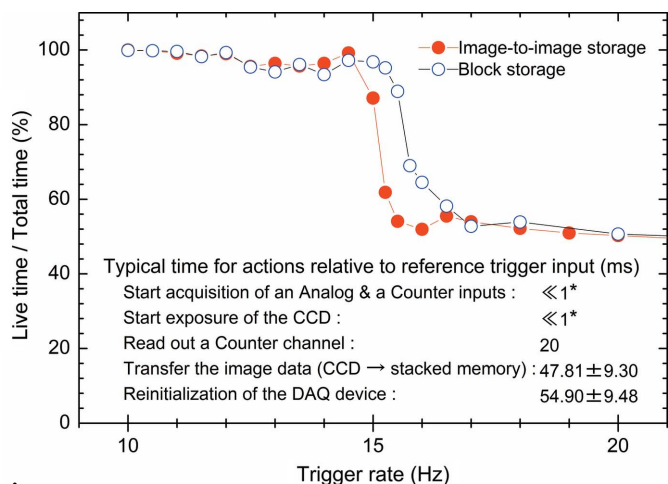 100
80
60
40
20
0
Live time / Total time (%)
Image-to-image storage
Block storage
Typical time for actions relative to reference trigger input (ms)
Start acquisition of an Analog & a Counter inputs : ≪1*
Start exposure of the CCD : ≪1*
Read out a Counter channel : 20
Transfer the image data (CCD → stacked memory) : 47.81±9.30
Reinitialization of the DAQ device : 54.90±9.48
10 15 20
Trigger rate (Hz)